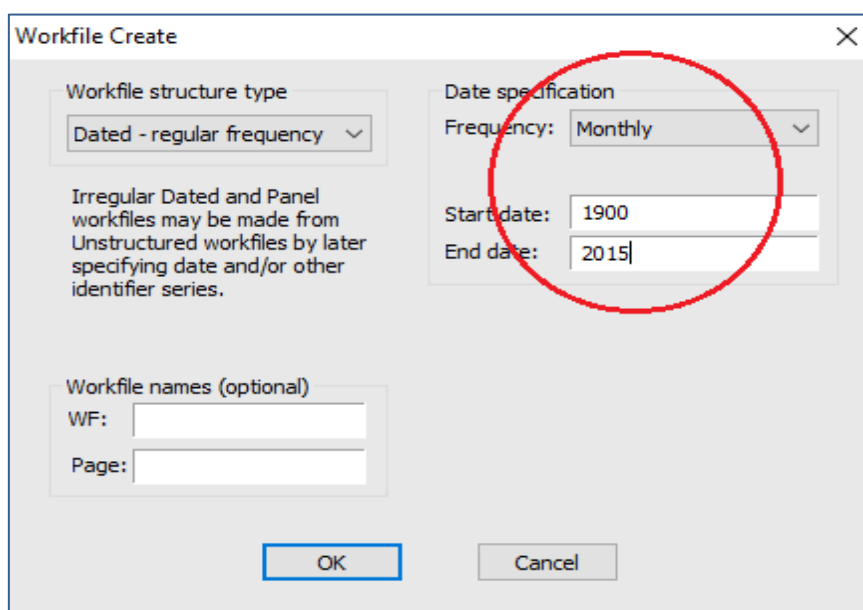 Workfile Create
Workfile structure type
Dated - regular frequency
Irregular Dated and Panel
workfiles may be made from
Unstructured workfiles by later
specifying date and/or other
identifier series.
Date specification
Frequency: Monthly
Start date: 1900
End date: 2015
Workfile names (optional)
WF:
Page:
OK Cancel